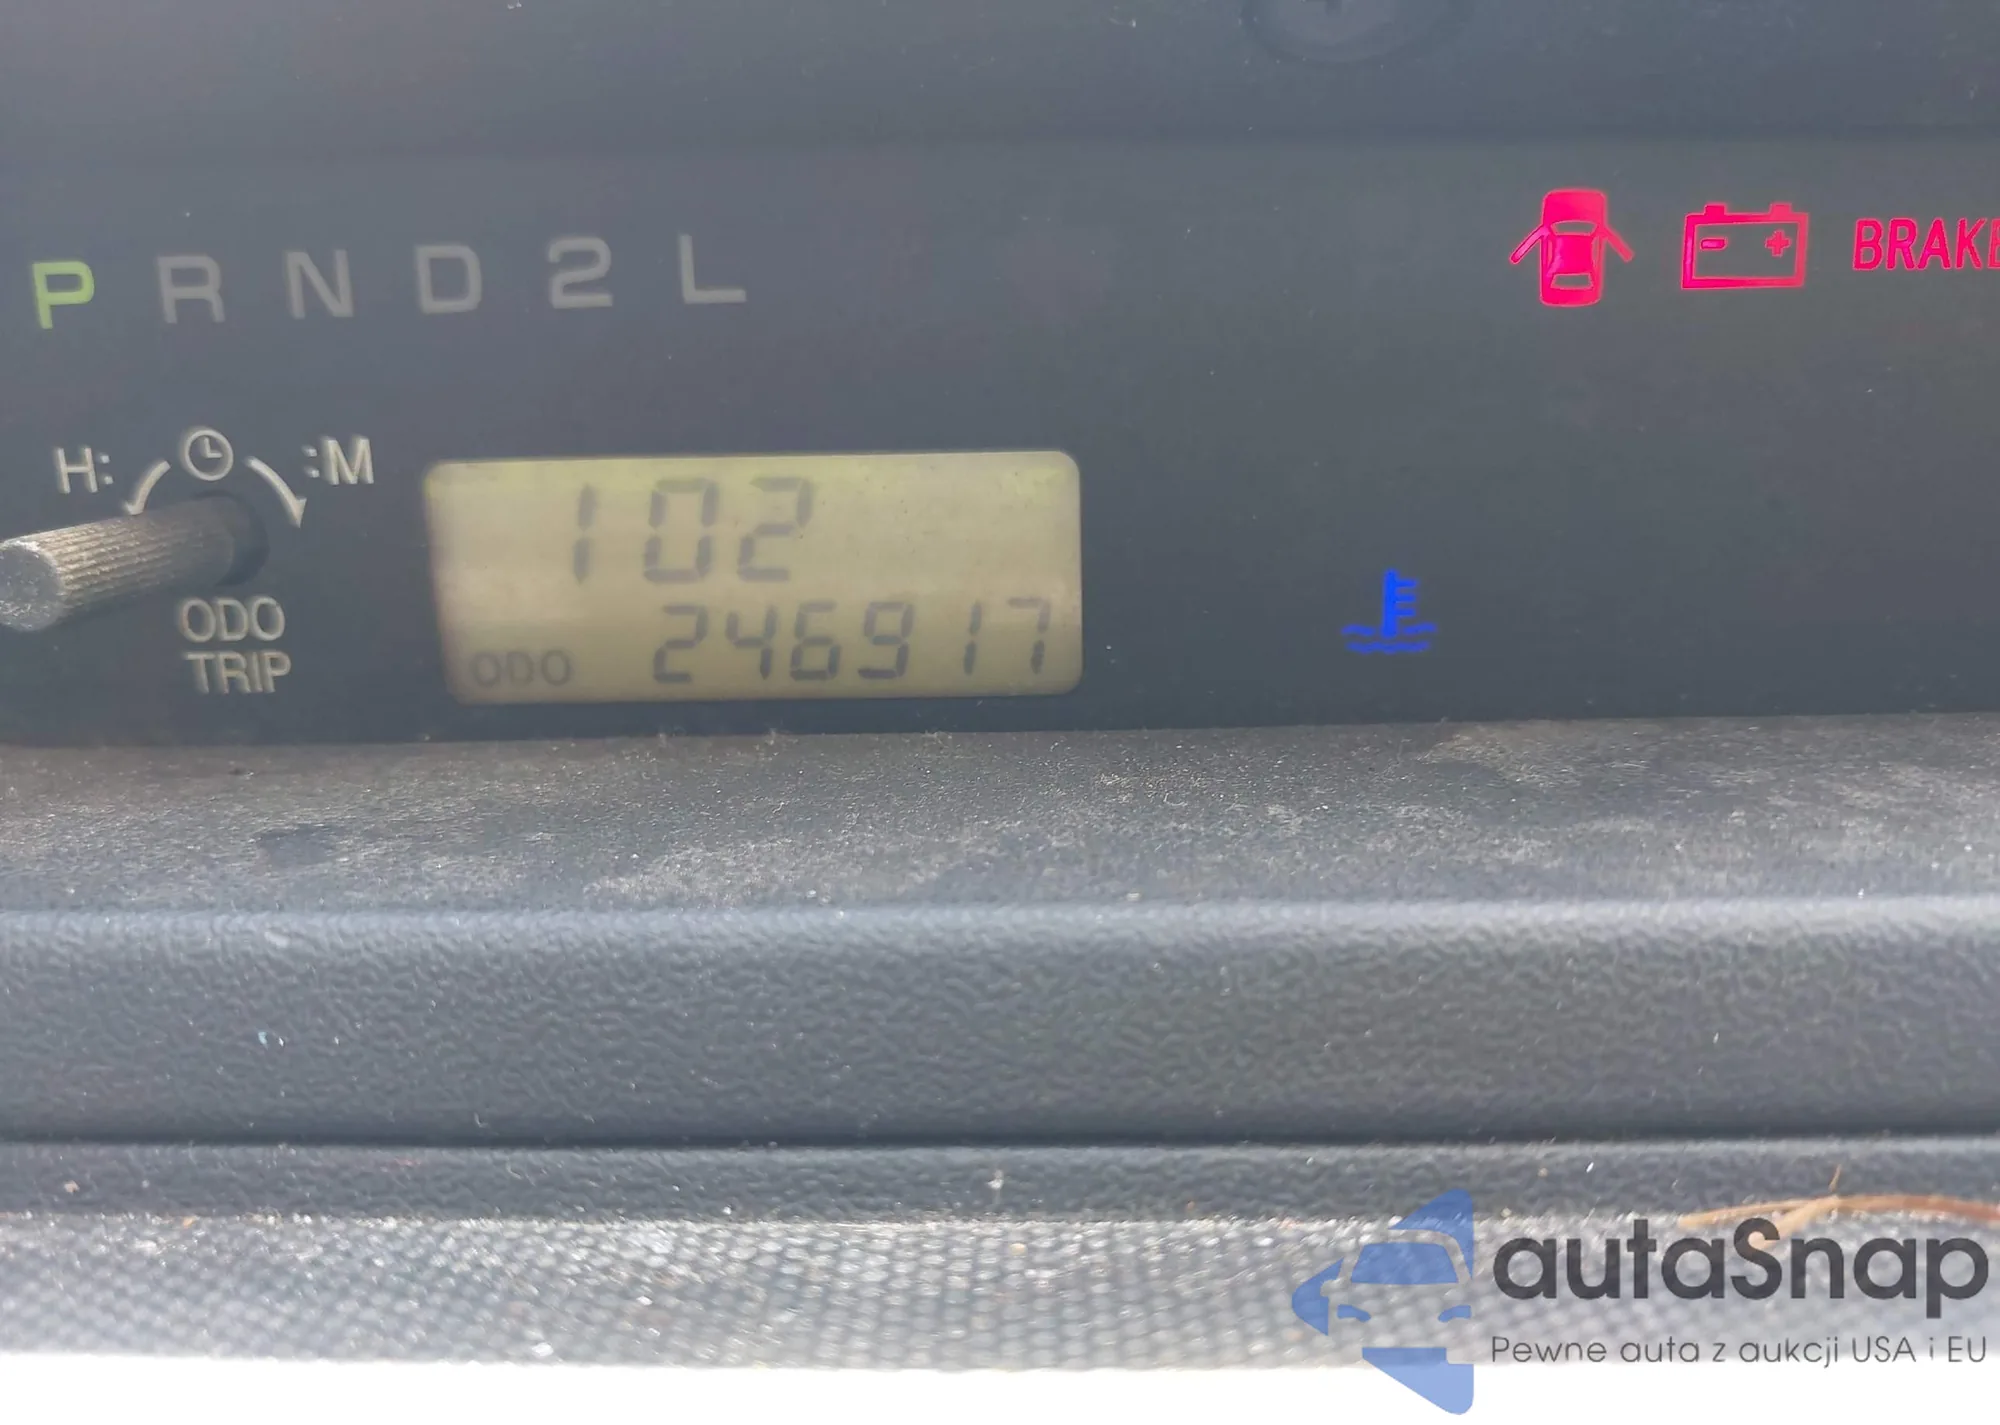 P R N D 2 L
BRAKE
H: :M
102
ODO 246917
ODO
TRIP
autaSnap
Pewne auta z aukcji USA i EU